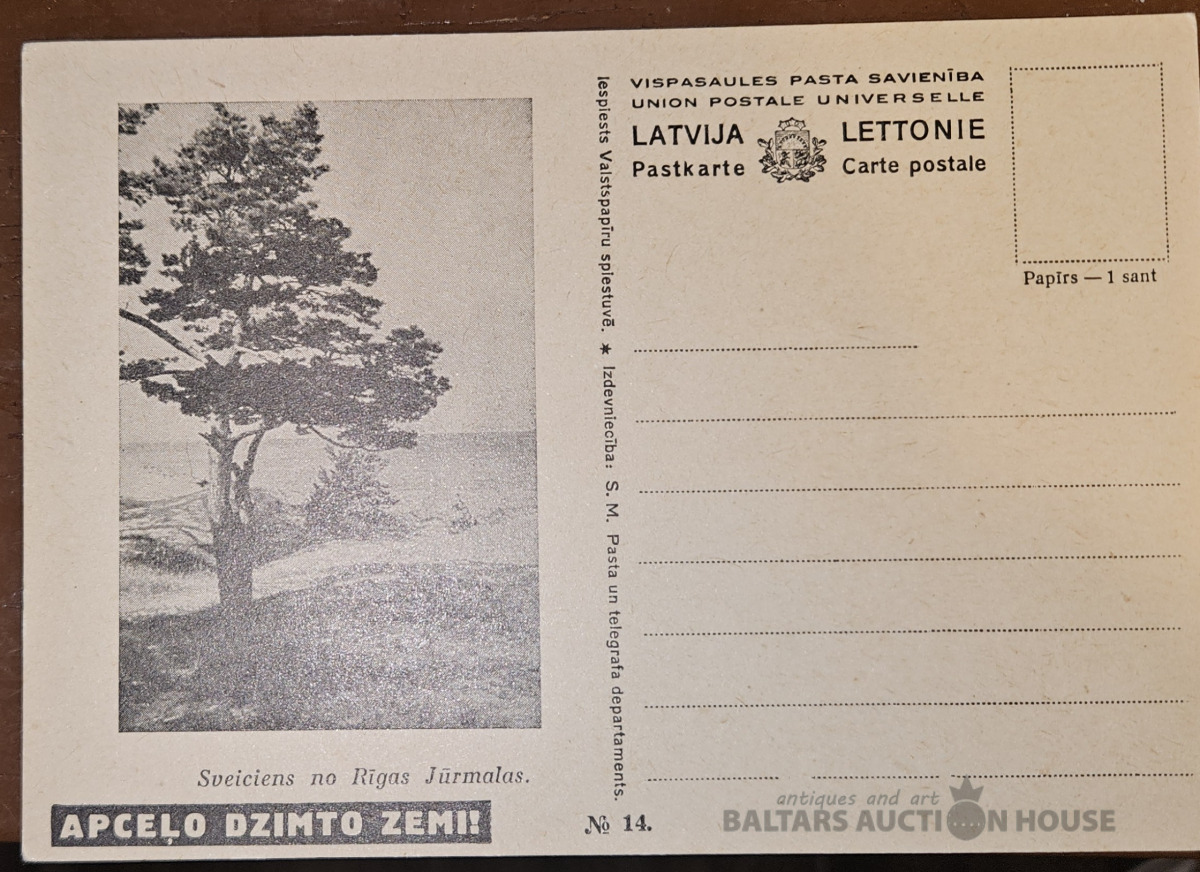 Sveiciens no Rīgas Jūrmalas.
APCEĻO DZIMTO ZEMI!
Iespiests Valstspapīru spiestuvē. ★ Izdevniecība: S. M. Pasta un telegrafa departaments.
№ 14.
VISPASAULES PASTA SAVIENĪBA
UNION POSTALE UNIVERSELLE
LATVIJA LETTONIE
Pastkarte Carte postale
Papīrs — 1 sant
antiques and art
BALTARS AUCTION HOUSE